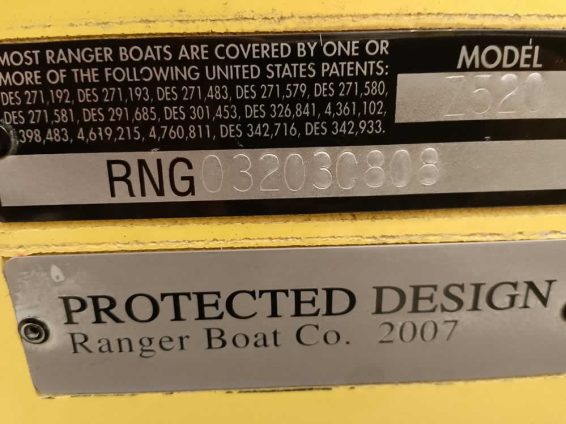 MOST RANGER BOATS ARE COVERED BY ONE OR
MORE OF THE FOLLOWING UNITED STATES PATENTS:
DES 271,192, DES 271,193, DES 271,483, DES 271,579, DES 271,580,
DES 271,581, DES 291,685, DES 301,453, DES 326,841, 4,361,102,
4,398,483, 4,619,215, 4,760,811, DES 342,716, DES 342,933.
MODEL
Z520
RNG03203C808
PROTECTED DESIGN
Ranger Boat Co. 2007